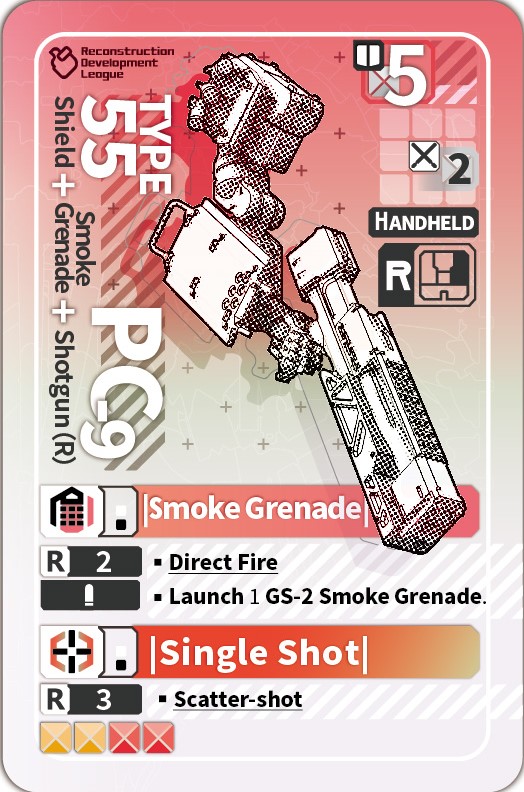 Reconstruction
Development
League
5
2
HANDHELD
R
TYPE
55
PC-9
Shield + Smoke
Grenade + Shotgun (R)
|Smoke Grenade|
R 2
▪ Direct Fire
▪ Launch 1 GS-2 Smoke Grenade.
|Single Shot|
R 3
▪ Scatter-shot